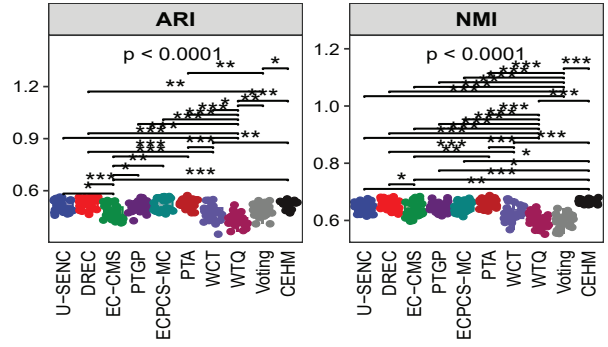 ARI
NMI
p < 0.0001
p < 0.0001
1.2
0.9
0.6
1.2
1.0
0.8
0.6
U-SENC
DREC
EC-CMS
PTGP
ECPCS-MC
PTA
WCT
WTQ
Voting
CEHM
U-SENC
DREC
EC-CMS
PTGP
ECPCS-MC
PTA
WCT
WTQ
Voting
CEHM